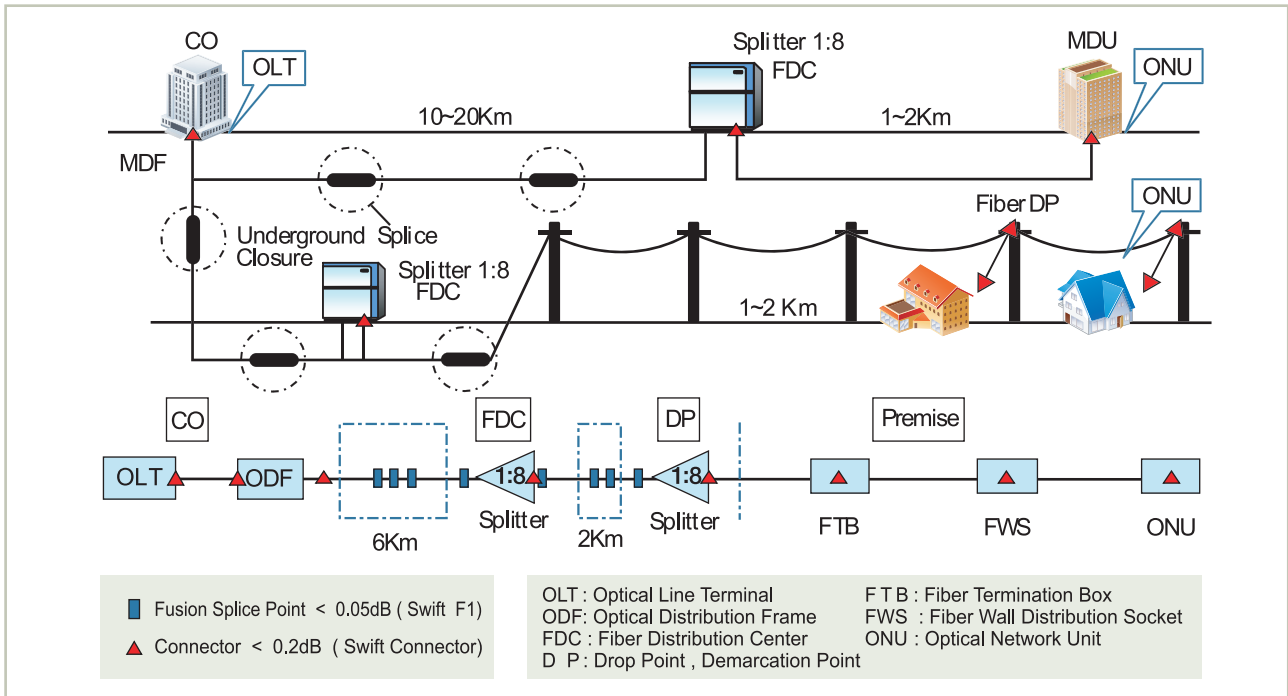 CO
OLT
Splitter 1:8
FDC
MDU
ONU
10~20Km
1~2Km
MDF
Underground Splice
Closure
Splitter 1:8
FDC
Fiber DP
ONU
1~2 Km
CO
FDC
DP
Premise
OLT
ODF
1:8
1:8
Splitter
Splitter
FTB
FWS
ONU
6Km
2Km
Fusion Splice Point < 0.05dB ( Swift F1)
Connector < 0.2dB ( Swift Connector)
OLT : Optical Line Terminal
ODF: Optical Distribution Frame
FDC : Fiber Distribution Center
D P: Drop Point , Demarcation Point
F T B : Fiber Termination Box
FWS : Fiber Wall Distribution Socket
ONU : Optical Network Unit